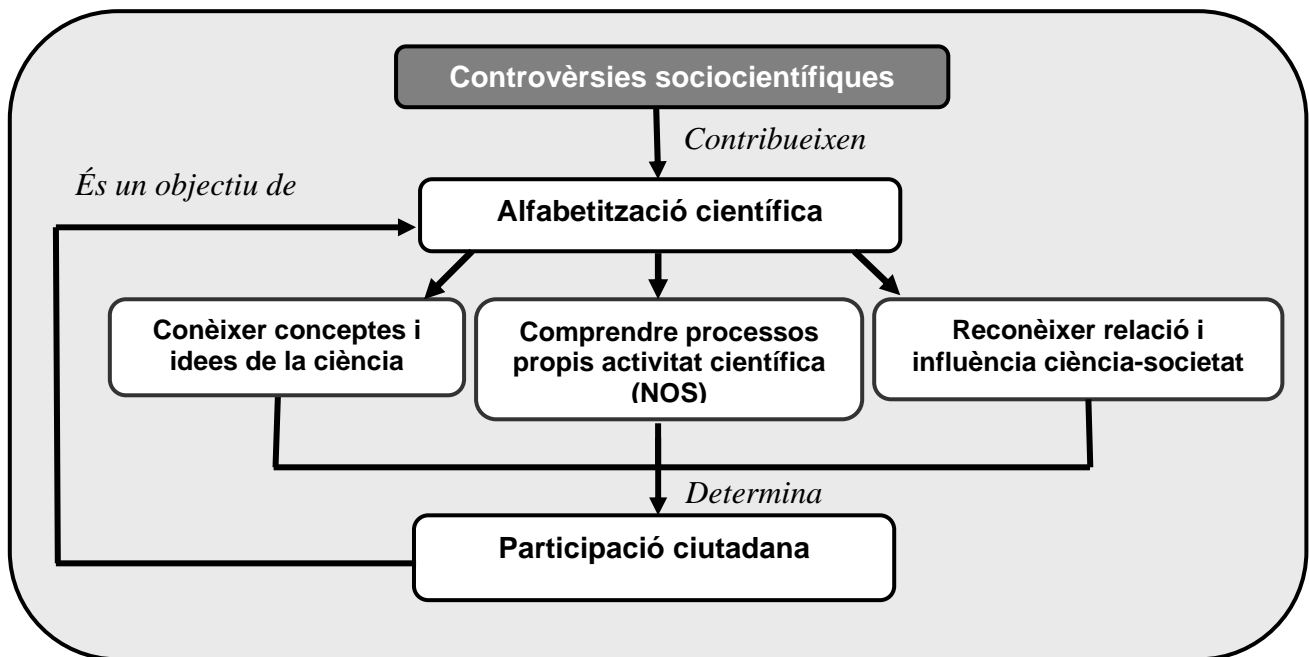 Controvèrsies sociocientífiques
Contribueixen
És un objectiu de
Alfabetització científica
Conèixer conceptes i
idees de la ciència
Comprendre processos
propis activitat científica
(NOS)
Reconèixer relació i
influència ciència-societat
Determina
Participació ciutadana